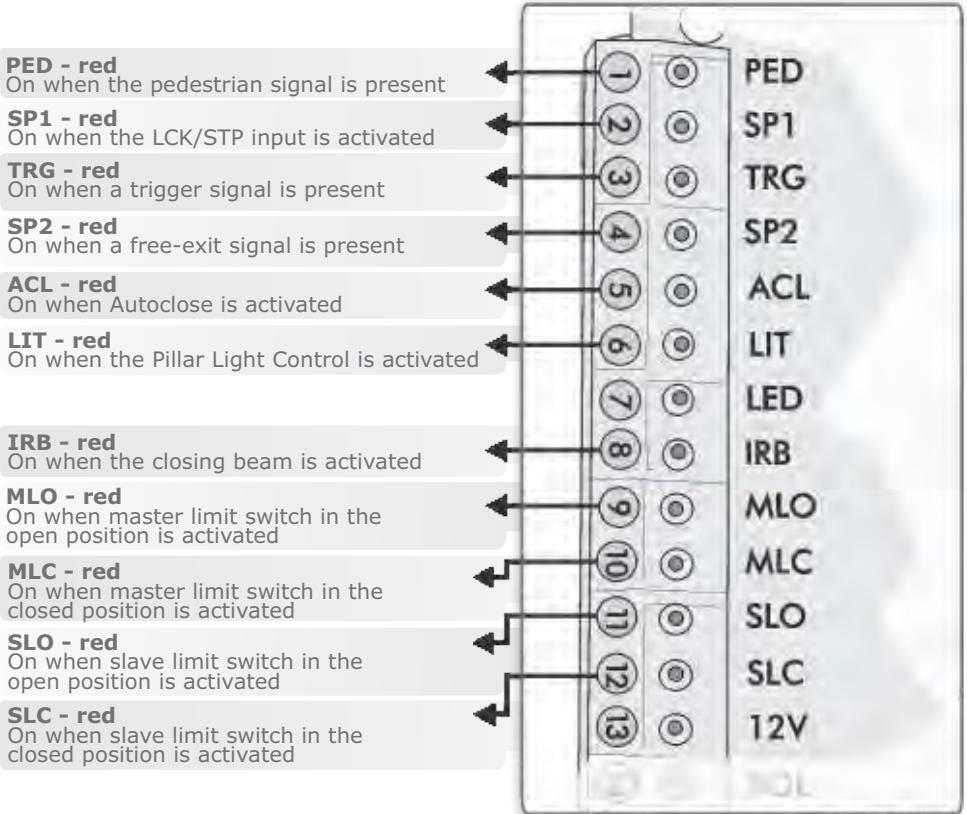 PED - red
On when the pedestrian signal is present
SP1 - red
On when the LCK/STP input is activated
TRG - red
On when a trigger signal is present
SP2 - red
On when a free-exit signal is present
ACL - red
On when Autoclose is activated
LIT - red
On when the Pillar Light Control is activated
IRB - red
On when the closing beam is activated
MLO - red
On when master limit switch in the
open position is activated
MLC - red
On when master limit switch in the
closed position is activated
SLO - red
On when slave limit switch in the
open position is activated
SLC - red
On when slave limit switch in the
closed position is activated
1 PED
2 SP1
3 TRG
4 SP2
5 ACL
6 LIT
7 LED
8 IRB
9 MLO
10 MLC
11 SLO
12 SLC
13 12V